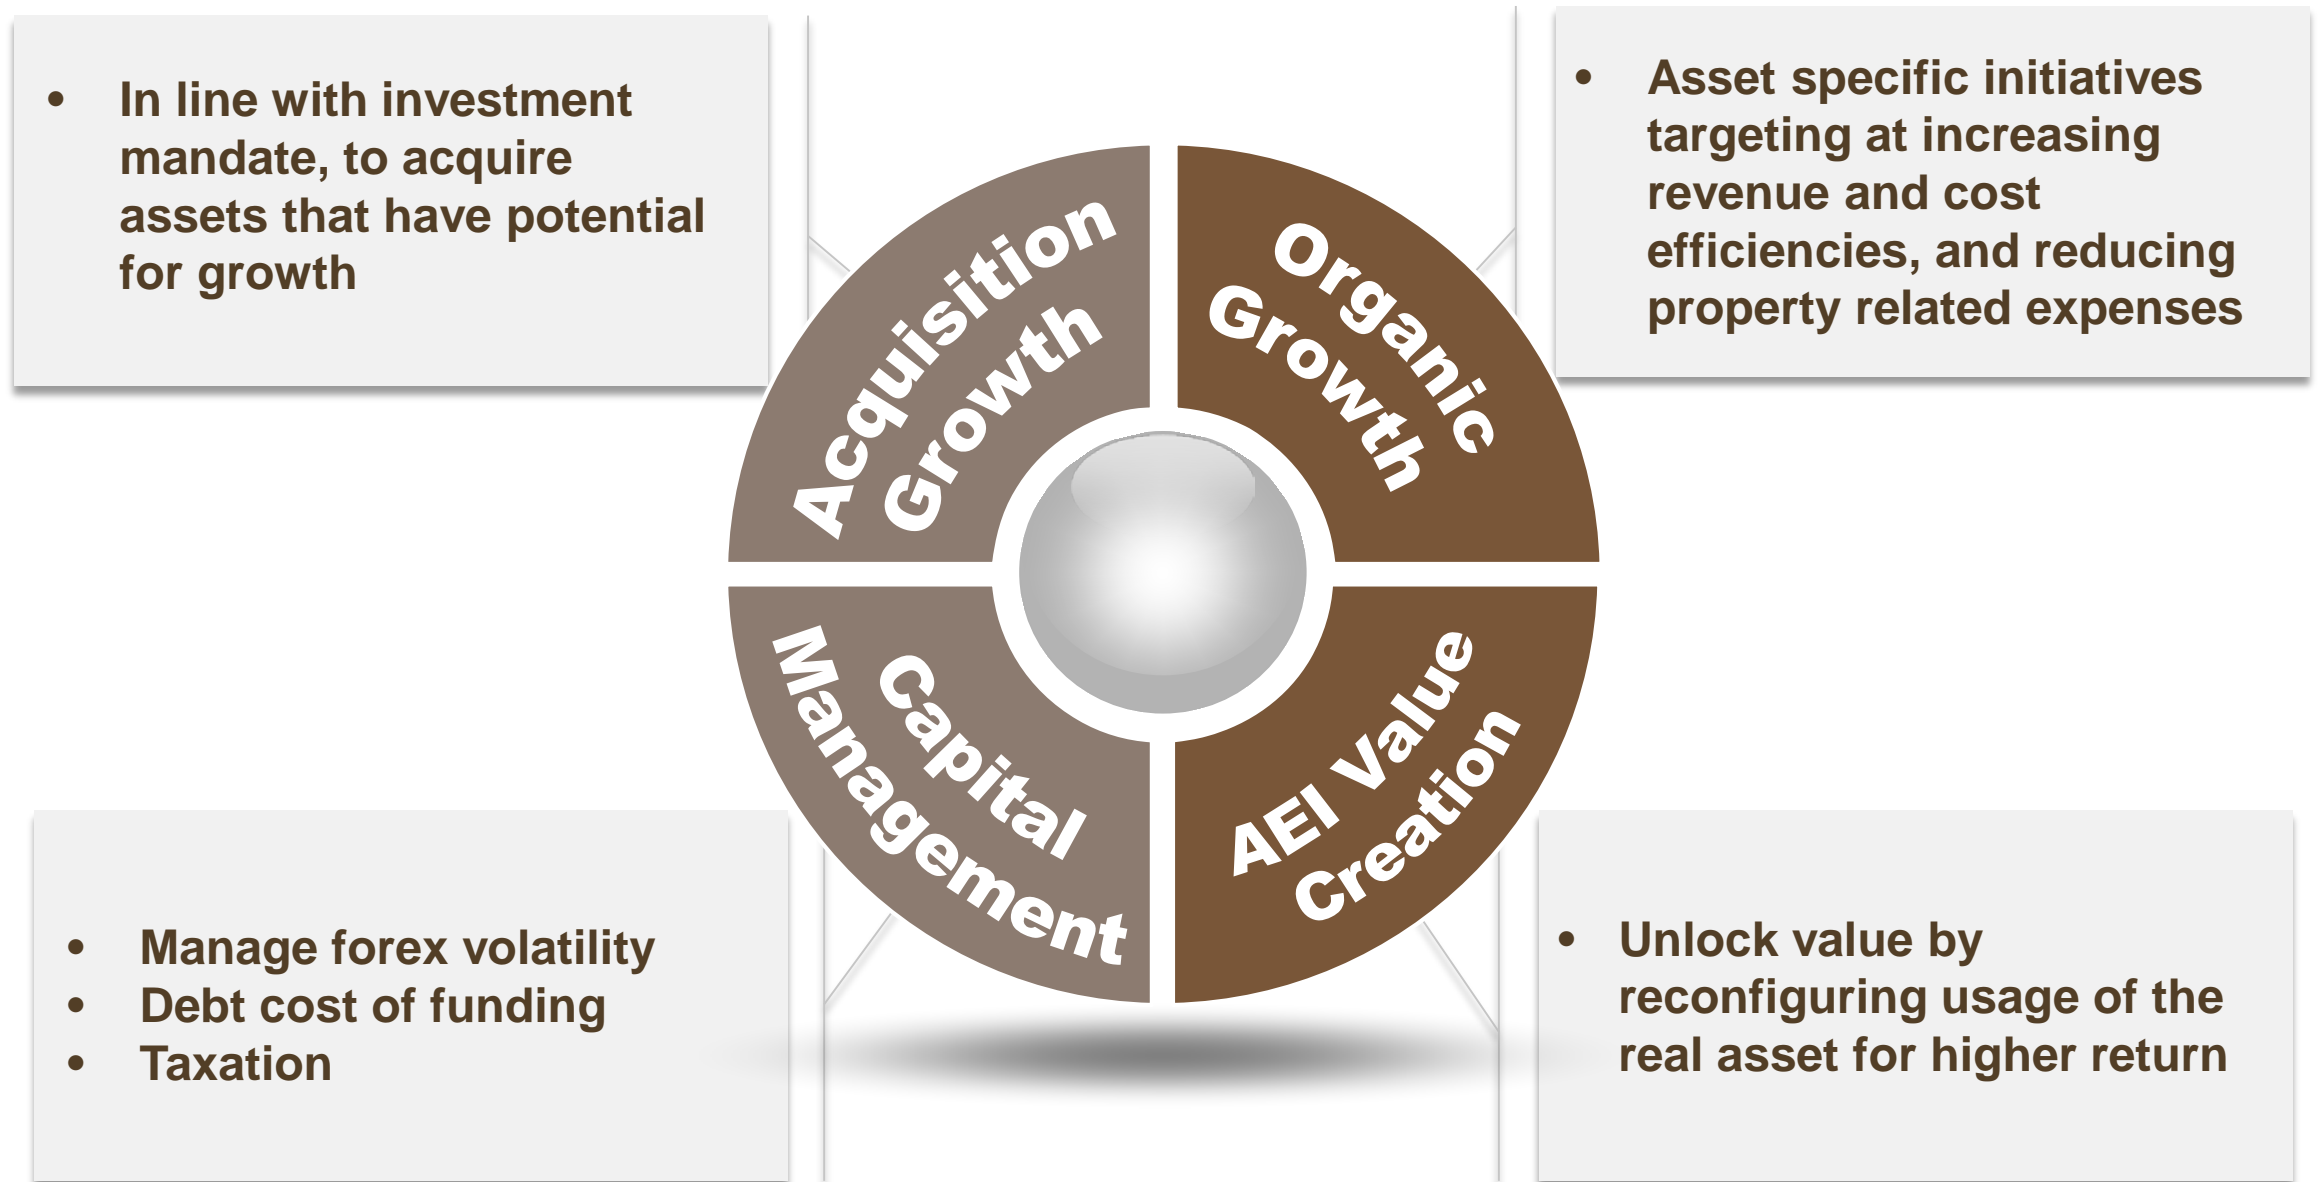 • In line with investment
mandate, to acquire
assets that have potential
for growth
• Asset specific initiatives
targeting at increasing
revenue and cost
efficiencies, and reducing
property related expenses
Acquisition
Growth
Organic
Growth
Capital
Management
AEI Value
Creation
• Manage forex volatility
• Debt cost of funding
• Taxation
• Unlock value by
reconfiguring usage of the
real asset for higher return